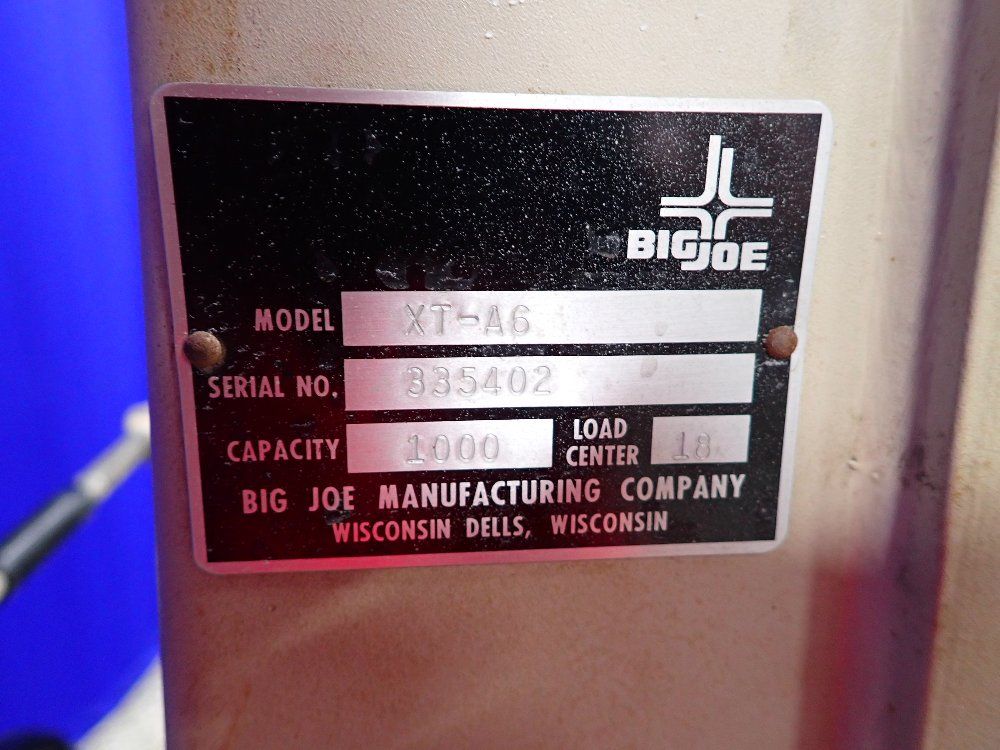 BIG JOE
MODEL XT-A6
SERIAL NO. 335402
CAPACITY 1000 LOAD CENTER 18
BIG JOE MANUFACTURING COMPANY
WISCONSIN DELLS, WISCONSIN